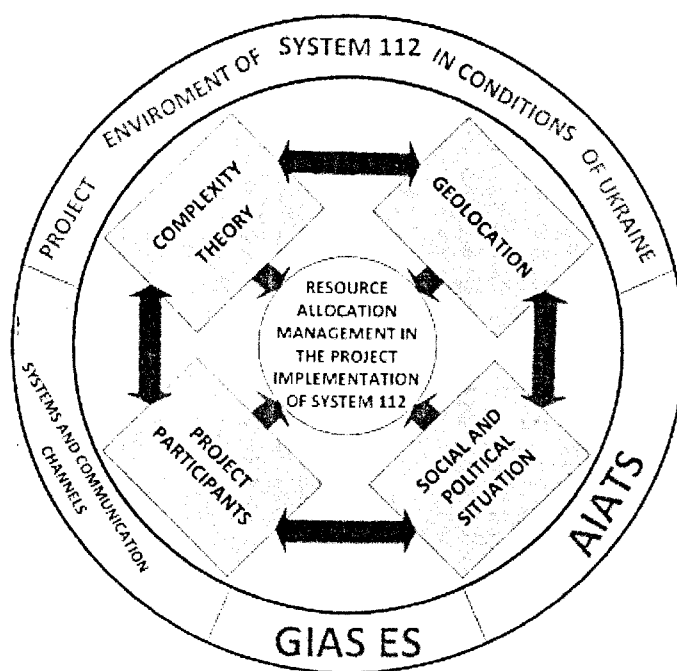 PROJECT ENVIROMENT OF SYSTEM 112 IN CONDITIONS OF UKRAINE
COMPLEXITY
THEORY
GEOLOCATION
RESOURCE
ALLOCATION
MANAGEMENT IN
THE PROJECT
IMPLEMENTATION
OF SYSTEM 112
PROJECT
PARTICIPANTS
SOCIAL AND
POLITICAL
SITUATION
SYSTEMS AND COMMUNICATION
CHANNELS
GIAS ES
AIATS